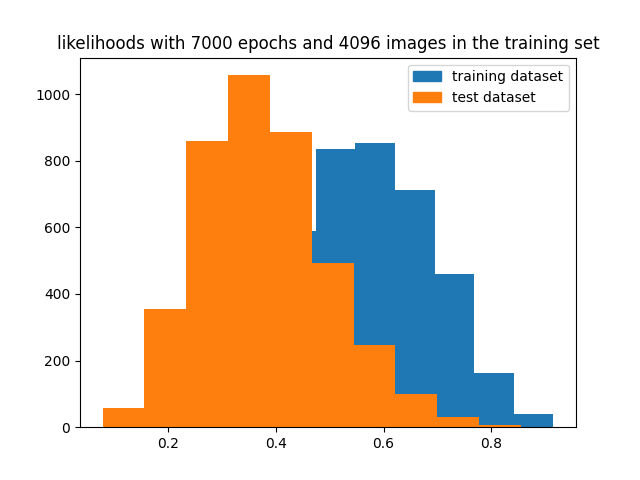 likelihoods with 7000 epochs and 4096 images in the training set
training dataset
test dataset
1000
800
600
400
200
0
0.2 0.4 0.6 0.8